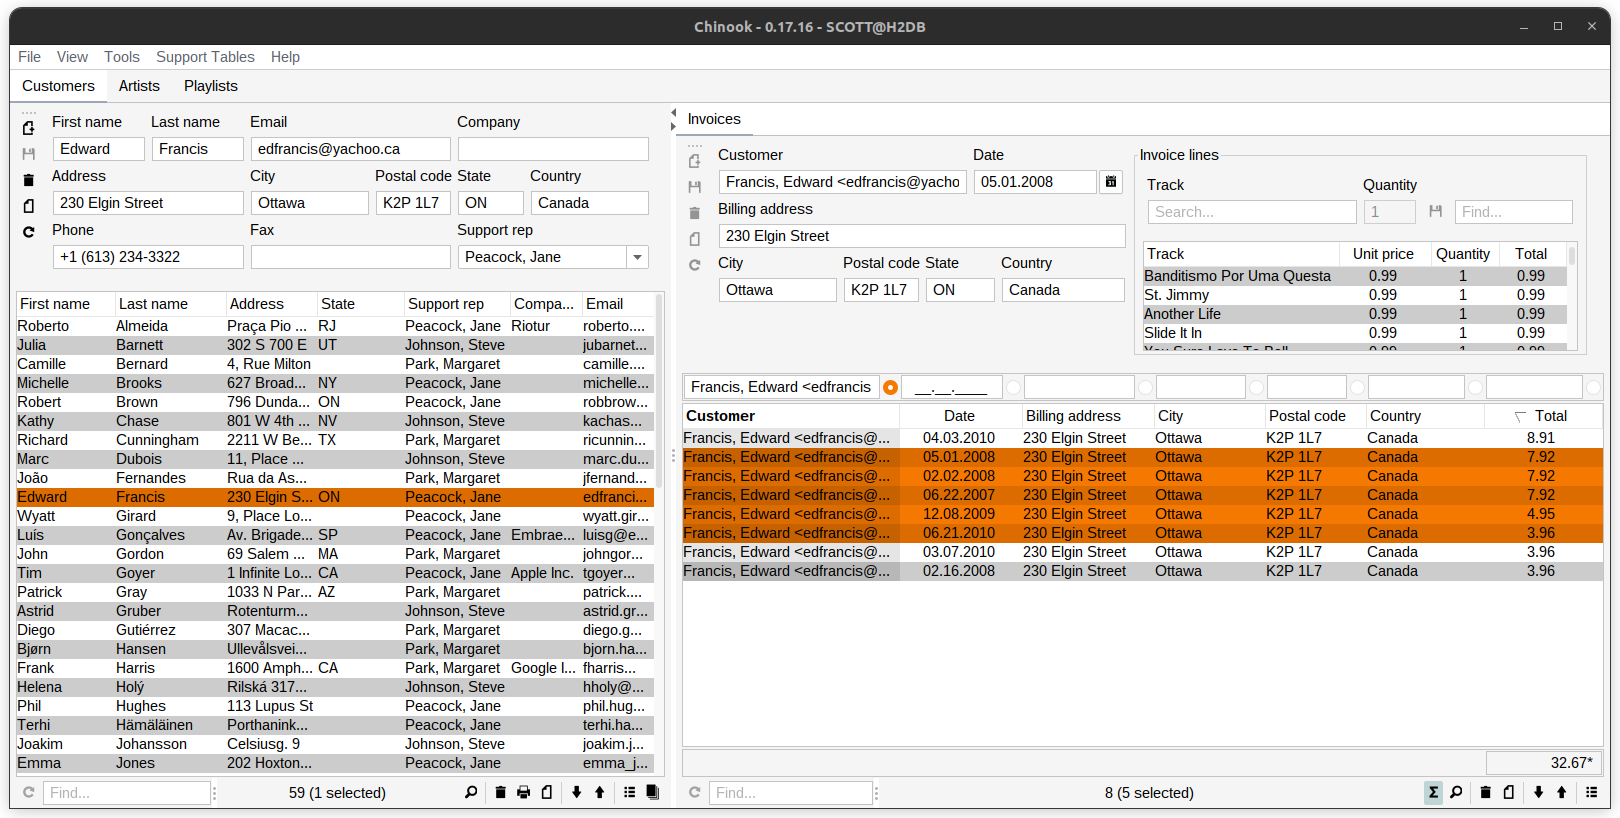 Chinook - 0.17.16 - SCOTT@H2DB
File View Tools Support Tables Help
Customers Artists Playlists
First name Last name Email Company
Edward Francis edfrancis@yachoo.ca
Address City Postal code State Country
230 Elgin Street Ottawa K2P 1L7 ON Canada
Phone Fax Support rep
+1 (613) 234-3322 Peacock, Jane
First name Last name Address State Support rep Compa... Email
Roberto Almeida Praça Pio ... RJ Peacock, Jane Riotur roberto....
Julia Barnett 302 S 700 E UT Johnson, Steve jubarnet...
Camille Bernard 4, Rue Milton Park, Margaret camille....
Michelle Brooks 627 Broad... NY Peacock, Jane michelle...
Robert Brown 796 Dunda... ON Peacock, Jane robbrow...
Kathy Chase 801 W 4th ... NV Johnson, Steve kachas...
Richard Cunningham 2211 W Be... TX Park, Margaret ricunnin...
Marc Dubois 11, Place ... Johnson, Steve marc.du...
João Fernandes Rua da As... Park, Margaret jfernand...
Edward Francis 230 Elgin S... ON Peacock, Jane edfranci...
Wyatt Girard 9, Place Lo... Peacock, Jane wyatt.gir...
Luís Gonçalves Av. Brigade... SP Peacock, Jane Embrae... luisg@e...
John Gordon 69 Salem ... MA Park, Margaret johngor...
Tim Goyer 1 Infinite Lo... CA Peacock, Jane Apple Inc. tgoyer...
Patrick Gray 1033 N Par... AZ Park, Margaret patrick....
Astrid Gruber Rotenturm... Johnson, Steve astrid.gr...
Diego Gutiérrez 307 Macac... Park, Margaret diego.g...
Bjørn Hansen Ullevålsvei... Park, Margaret bjorn.ha...
Frank Harris 1600 Amph... CA Park, Margaret Google I... fharris...
Helena Holý Rilská 317... Johnson, Steve hholy@...
Phil Hughes 113 Lupus St Peacock, Jane phil.hug...
Terhi Hämäläinen Porthanink... Peacock, Jane terhi.ha...
Joakim Johansson Celsiusg. 9 Johnson, Steve joakim.j...
Emma Jones 202 Hoxton... Peacock, Jane emma_j...
Find... 59 (1 selected)
Invoices
Customer Date
Francis, Edward <edfrancis@yacho 05.01.2008
Billing address
230 Elgin Street
City Postal code State Country
Ottawa K2P 1L7 ON Canada
Invoice lines
Track Quantity
Search... 1 Find...
Track Unit price Quantity Total
Banditismo Por Uma Questa 0.99 1 0.99
St. Jimmy 0.99 1 0.99
Another Life 0.99 1 0.99
Slide It In 0.99 1 0.99
Francis, Edward <edfrancis __.__.____
Customer Date Billing address City Postal code Country Total
Francis, Edward <edfrancis@... 04.03.2010 230 Elgin Street Ottawa K2P 1L7 Canada 8.91
Francis, Edward <edfrancis@... 05.01.2008 230 Elgin Street Ottawa K2P 1L7 Canada 7.92
Francis, Edward <edfrancis@... 02.02.2008 230 Elgin Street Ottawa K2P 1L7 Canada 7.92
Francis, Edward <edfrancis@... 06.22.2007 230 Elgin Street Ottawa K2P 1L7 Canada 7.92
Francis, Edward <edfrancis@... 12.08.2009 230 Elgin Street Ottawa K2P 1L7 Canada 4.95
Francis, Edward <edfrancis@... 06.21.2010 230 Elgin Street Ottawa K2P 1L7 Canada 3.96
Francis, Edward <edfrancis@... 03.07.2010 230 Elgin Street Ottawa K2P 1L7 Canada 3.96
Francis, Edward <edfrancis@... 02.16.2008 230 Elgin Street Ottawa K2P 1L7 Canada 3.96
32.67*
Find... 8 (5 selected)